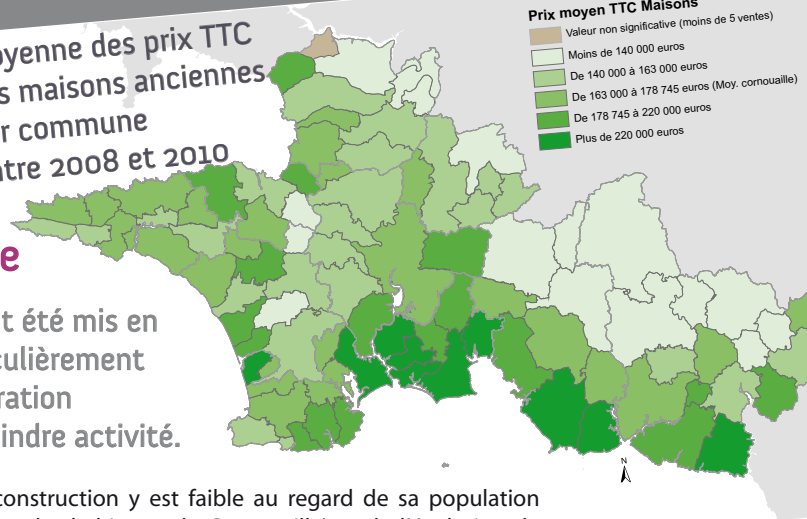 oyenne des prix TTC
s maisons anciennes
r commune
ntre 2008 et 2010
Prix moyen TTC Maisons
Valeur non significative (moins de 5 ventes)
Moins de 140 000 euros
De 140 000 à 163 000 euros
De 163 000 à 178 745 euros (Moy. cornouaille)
De 178 745 à 220 000 euros
Plus de 220 000 euros
e
t été mis en
culièrement
ration
indre activité.
N
construction y est faible au regard de sa population